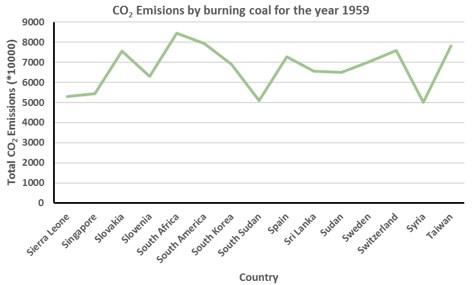 CO2 Emisions by burning coal for the year 1959
Total CO2 Emissions (*10000)
9000
8000
7000
6000
5000
4000
3000
2000
1000
0
Sierra Leone
Singapore
Slovakia
Slovenia
South Africa
South America
South Korea
South Sudan
Spain
Sri Lanka
Sudan
Sweden
Switzerland
Syria
Taiwan
Country